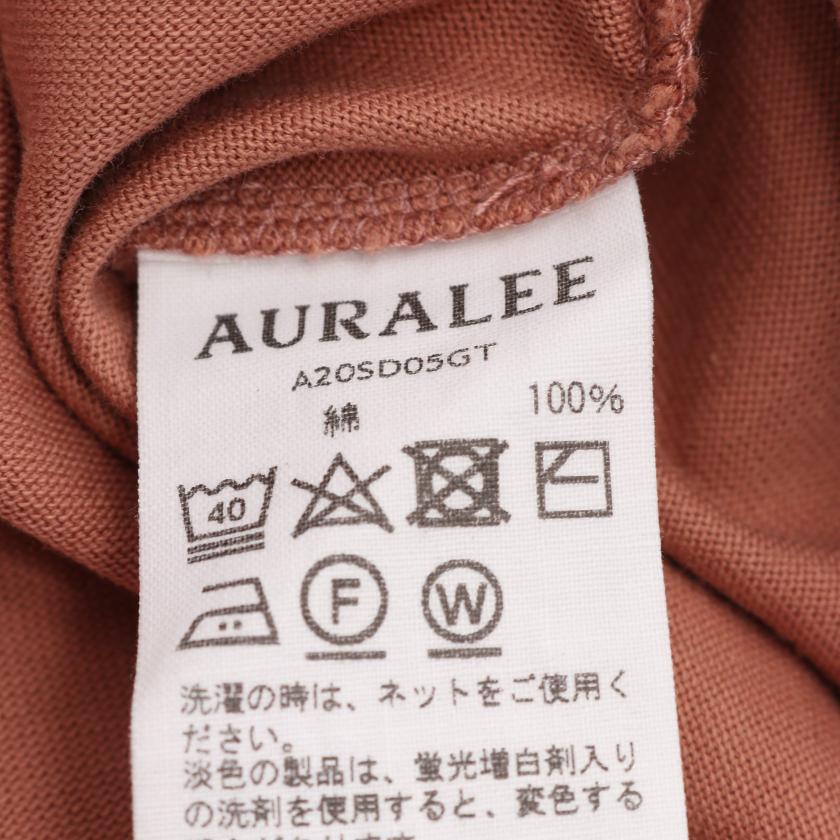 AURALEE
A20SD05GT
綿 100%
40
F W
洗濯の時は、ネットをご使用く
ださい。
淡色の製品は、蛍光増白剤入り
の洗剤を使用すると、変色する